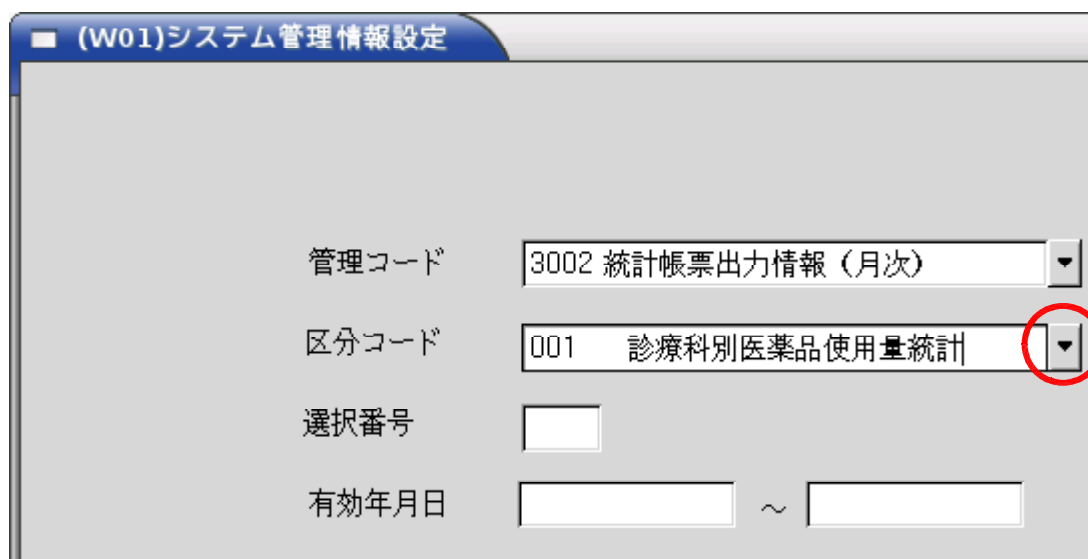 (W01)システム管理情報設定
管理コード 3002 統計帳票出力情報（月次）
区分コード 001 診療科別医薬品使用量統計
選択番号
有効年月日 ～